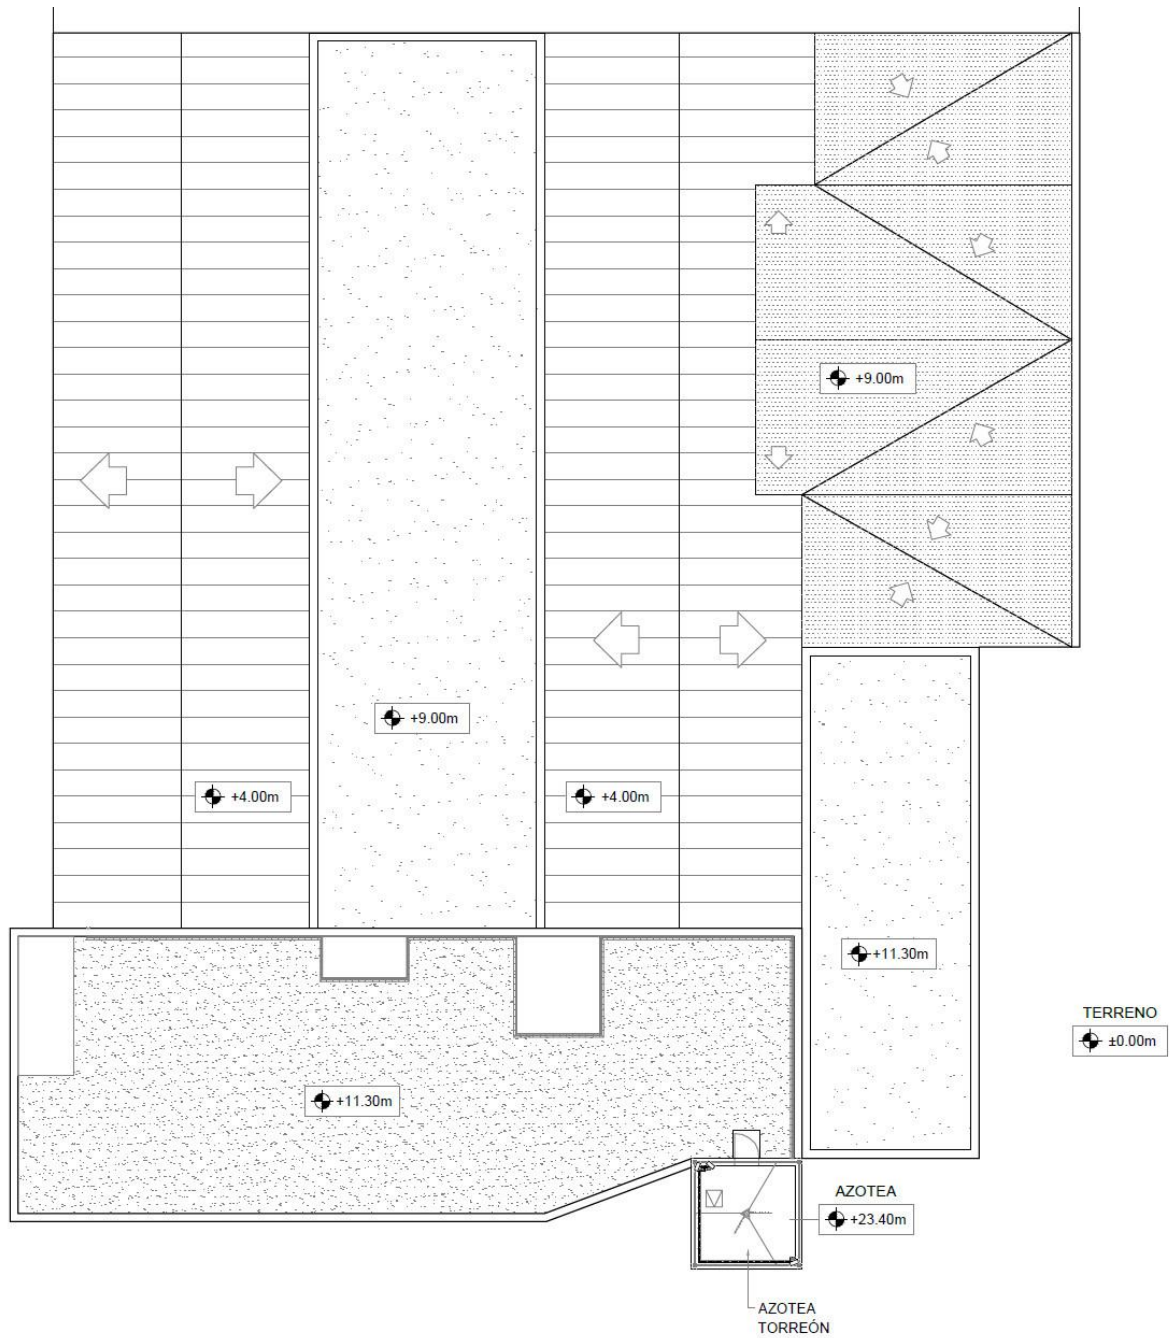 +9.00m
+9.00m
+4.00m
+4.00m
+11.30m
TERRENO
±0.00m
+11.30m
AZOTEA
+23.40m
AZOTEA
TORREÓN